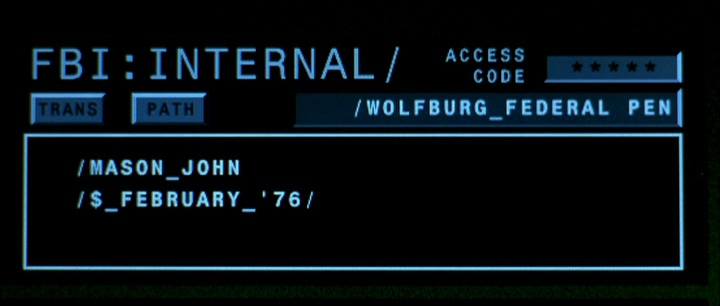 FBI:INTERNAL/
ACCESS CODE
*****
TRANS
PATH
/WOLFBURG_FEDERAL PEN
/MASON_JOHN
/$_FEBRUARY_'76/